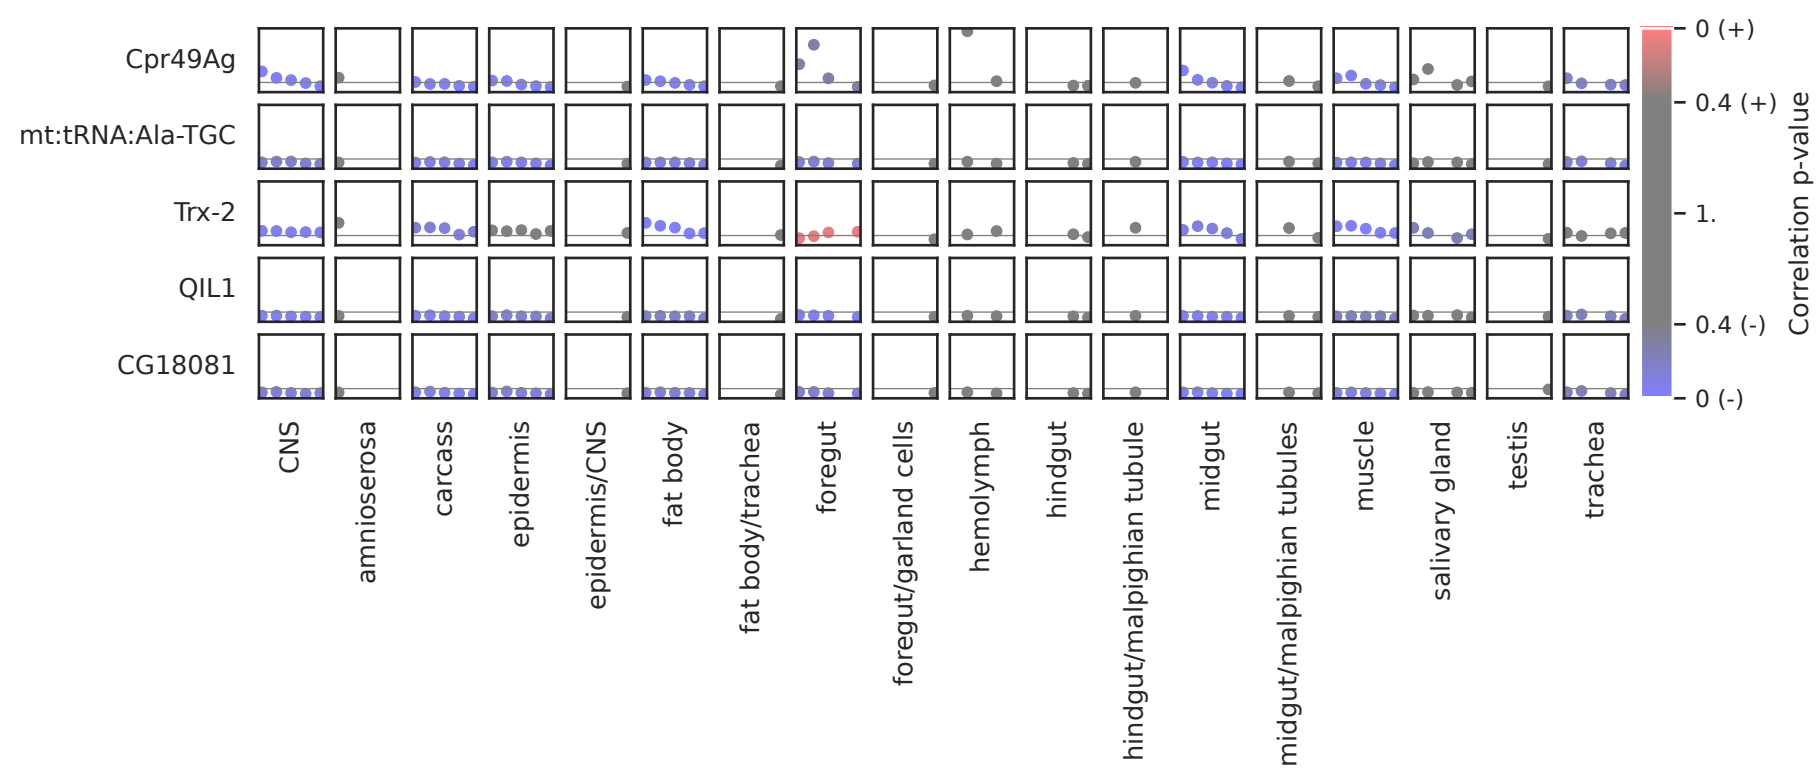 Cpr49Ag
mt:tRNA:Ala-TGC
Trx-2
QIL1
CG18081
CNS
amnioserosa
carcass
epidermis
epidermis/CNS
fat body
fat body/trachea
foregut
foregut/garland cells
hemolymph
hindgut
hindgut/malpighian tubule
midgut
midgut/malpighian tubules
muscle
salivary gland
testis
trachea
0 (+)
0.4 (+)
1.
0.4 (-)
0 (-)
Correlation p-value